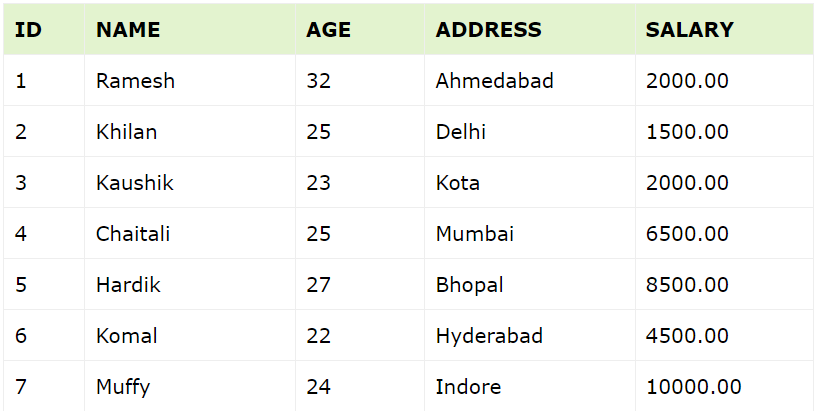 ID NAME AGE ADDRESS SALARY
1 Ramesh 32 Ahmedabad 2000.00
2 Khilan 25 Delhi 1500.00
3 Kaushik 23 Kota 2000.00
4 Chaitali 25 Mumbai 6500.00
5 Hardik 27 Bhopal 8500.00
6 Komal 22 Hyderabad 4500.00
7 Muffy 24 Indore 10000.00